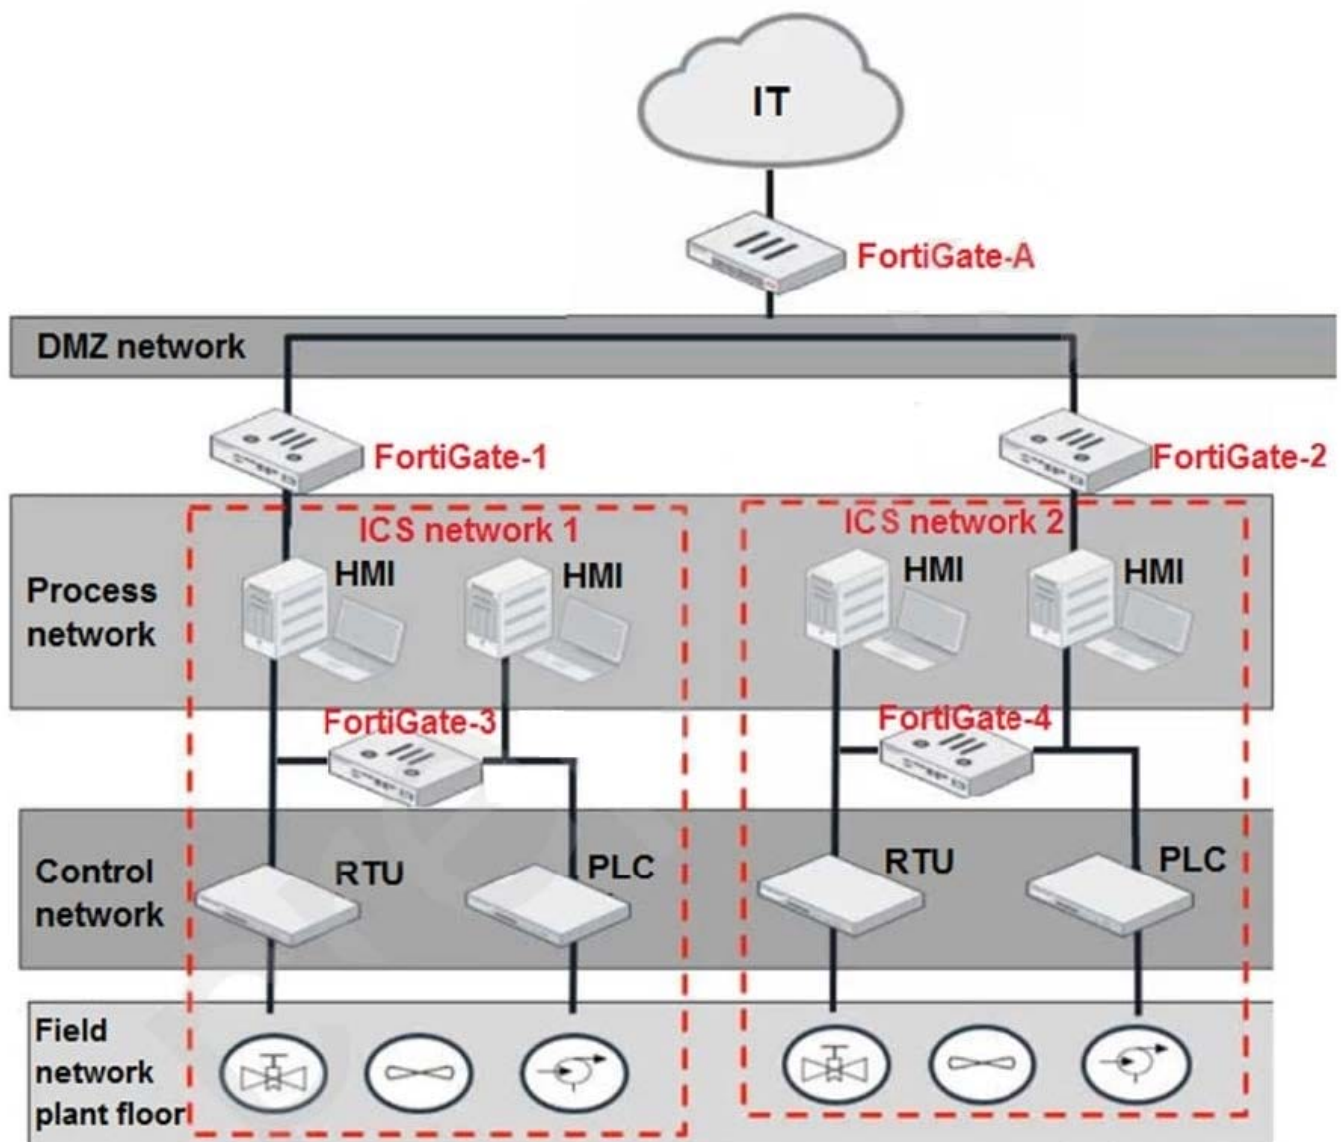 IT
FortiGate-A
DMZ network
FortiGate-1
FortiGate-2
ICS network 1
ICS network 2
HMI
HMI
HMI
HMI
Process
network
FortiGate-3
FortiGate-4
Control
network
RTU
PLC
RTU
PLC
Field
network
plant floor